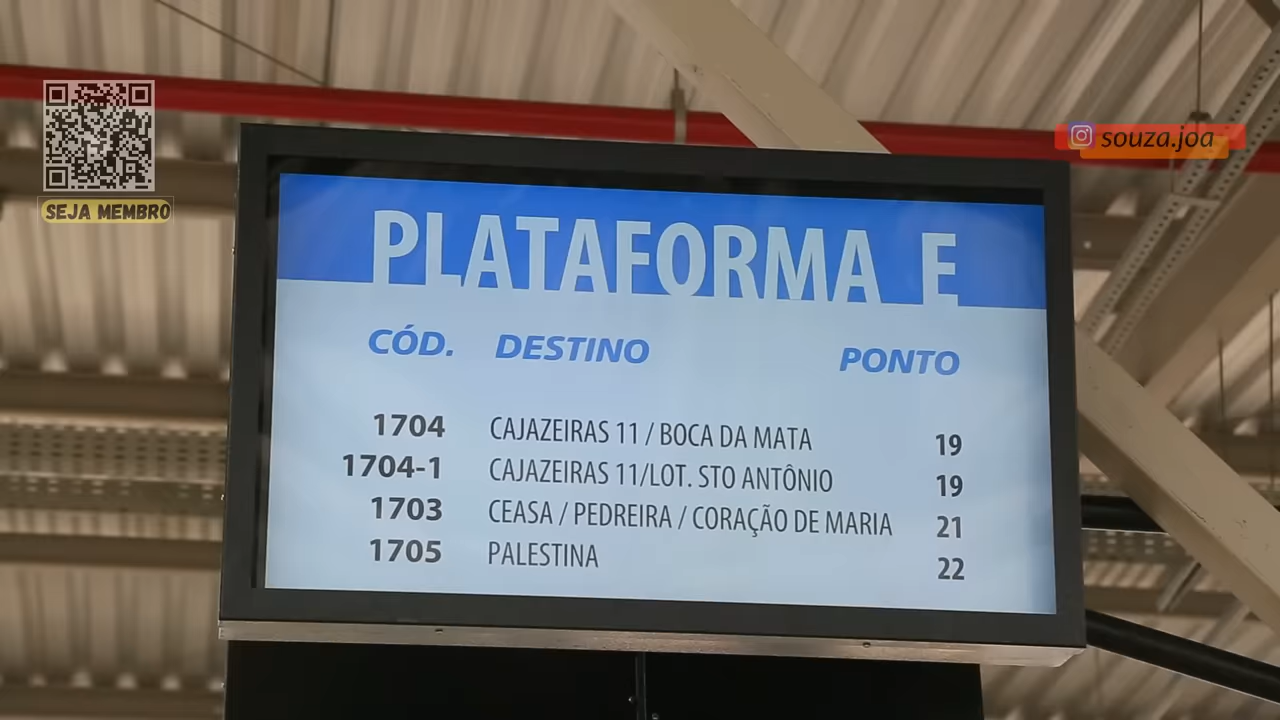 SEJA MEMBRO
souza.joa
PLATAFORMA E
CÓD. DESTINO PONTO
1704 CAJAZEIRAS 11 / BOCA DA MATA 19
1704-1 CAJAZEIRAS 11/LOT. STO ANTÔNIO 19
1703 CEASA / PEDREIRA / CORAÇÃO DE MARIA 21
1705 PALESTINA 22